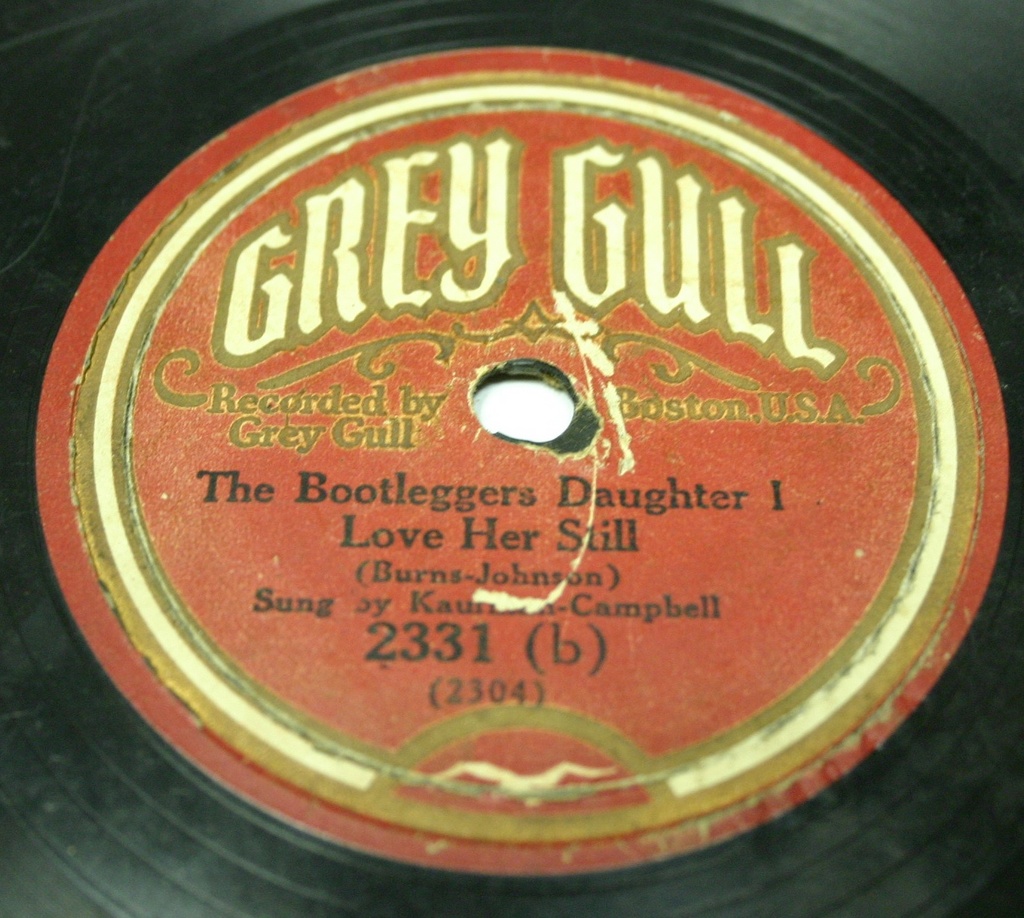 GREY GULL
Recorded by Boston, U.S.A.
Grey Gull
The Bootleggers Daughter I
Love Her Still
(Burns-Johnson)
Sung by -Campbell
2331 (b)
(2304)